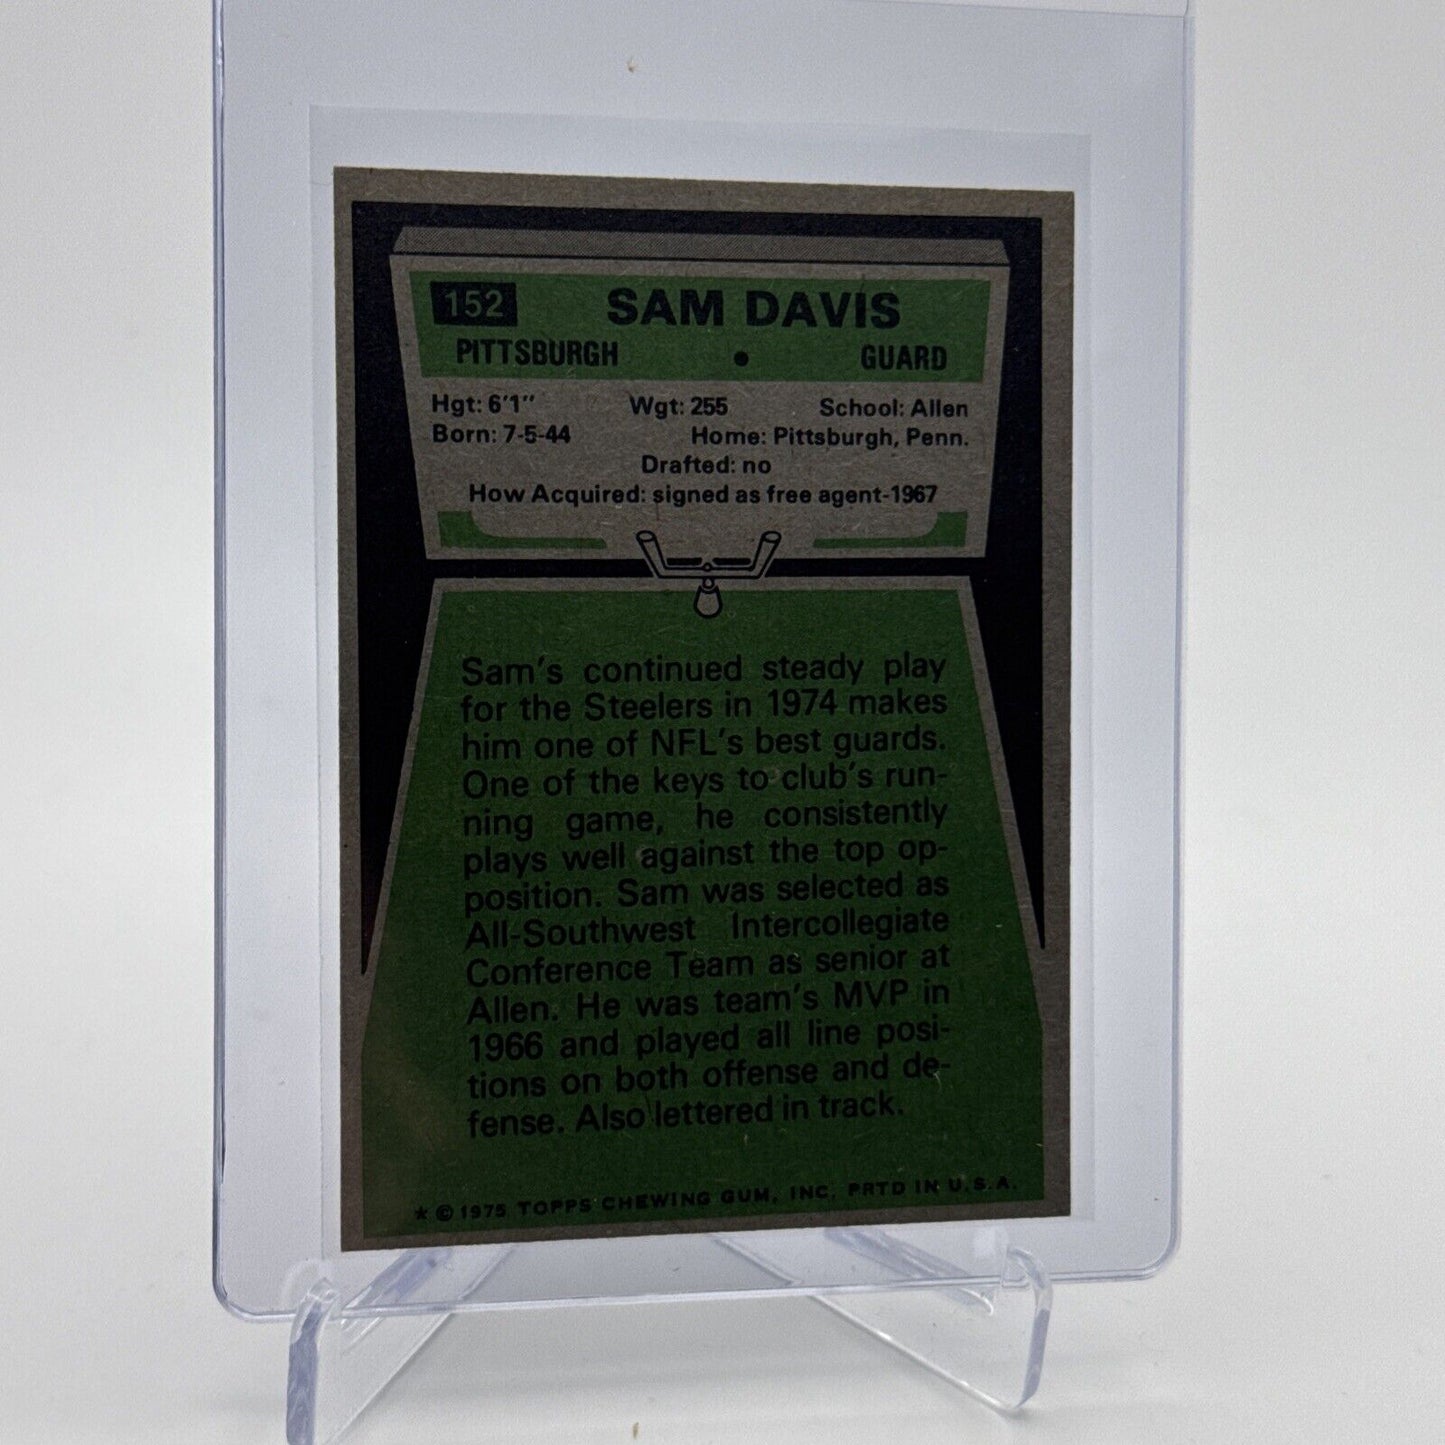 152 SAM DAVIS
PITTSBURGH • GUARD
Hgt: 6'1" Wgt: 255 School: Allen
Born: 7-5-44 Home: Pittsburgh, Penn.
Drafted: no
How Acquired: signed as free agent-1967
Sam's continued steady play
for the Steelers in 1974 makes
him one of NFL's best guards.
One of the keys to club's run-
ning game, he consistently
plays well against the top op-
position. Sam was selected as
All-Southwest Intercollegiate
Conference Team as senior at
Allen. He was team's MVP in
1966 and played all line posi-
tions on both offense and de-
fense. Also lettered in track.
* © 1975 TOPPS CHEWING GUM, INC. PRTD IN U.S.A.